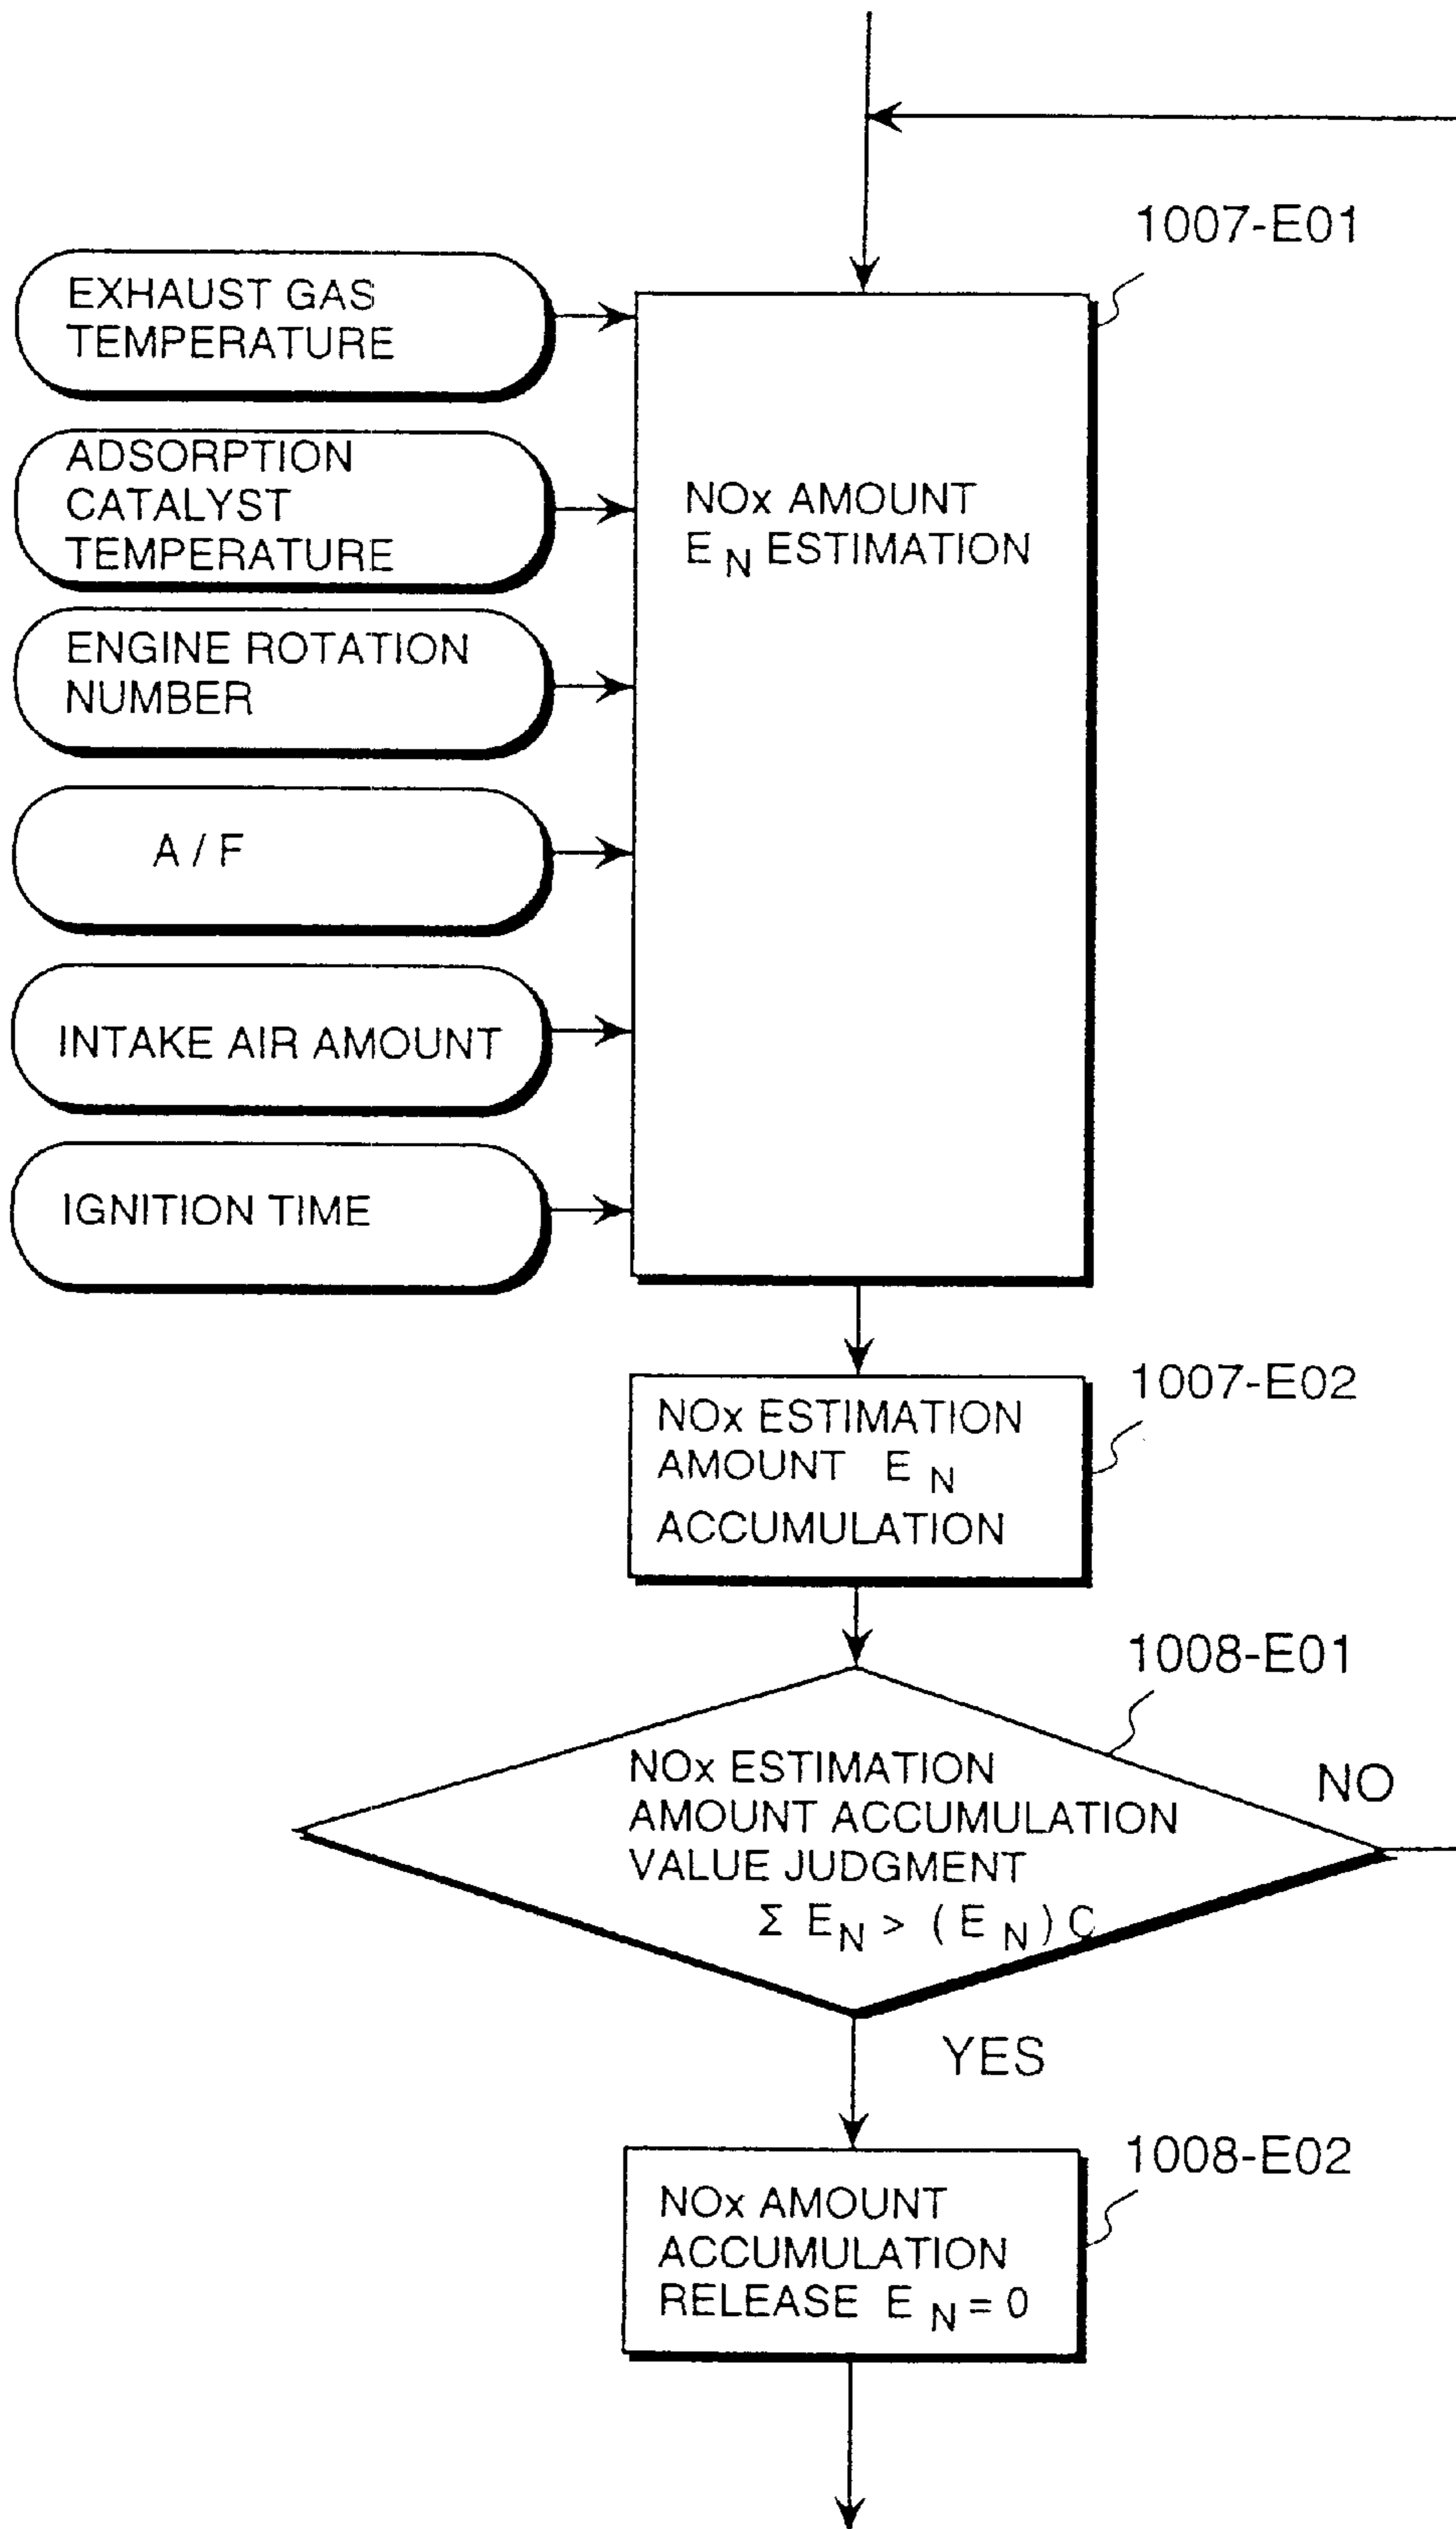 1007-E01
EXHAUST GAS
TEMPERATURE
ADSORPTION
CATALYST
TEMPERATURE
NOx AMOUNT
E N ESTIMATION
ENGINE ROTATION
NUMBER
A / F
INTAKE AIR AMOUNT
IGNITION TIME
1007-E02
NOx ESTIMATION
AMOUNT E N
ACCUMULATION
1008-E01
NOx ESTIMATION
AMOUNT ACCUMULATION
VALUE JUDGMENT
Σ E N > ( E N ) C
NO
YES
1008-E02
NOx AMOUNT
ACCUMULATION
RELEASE E N = 0